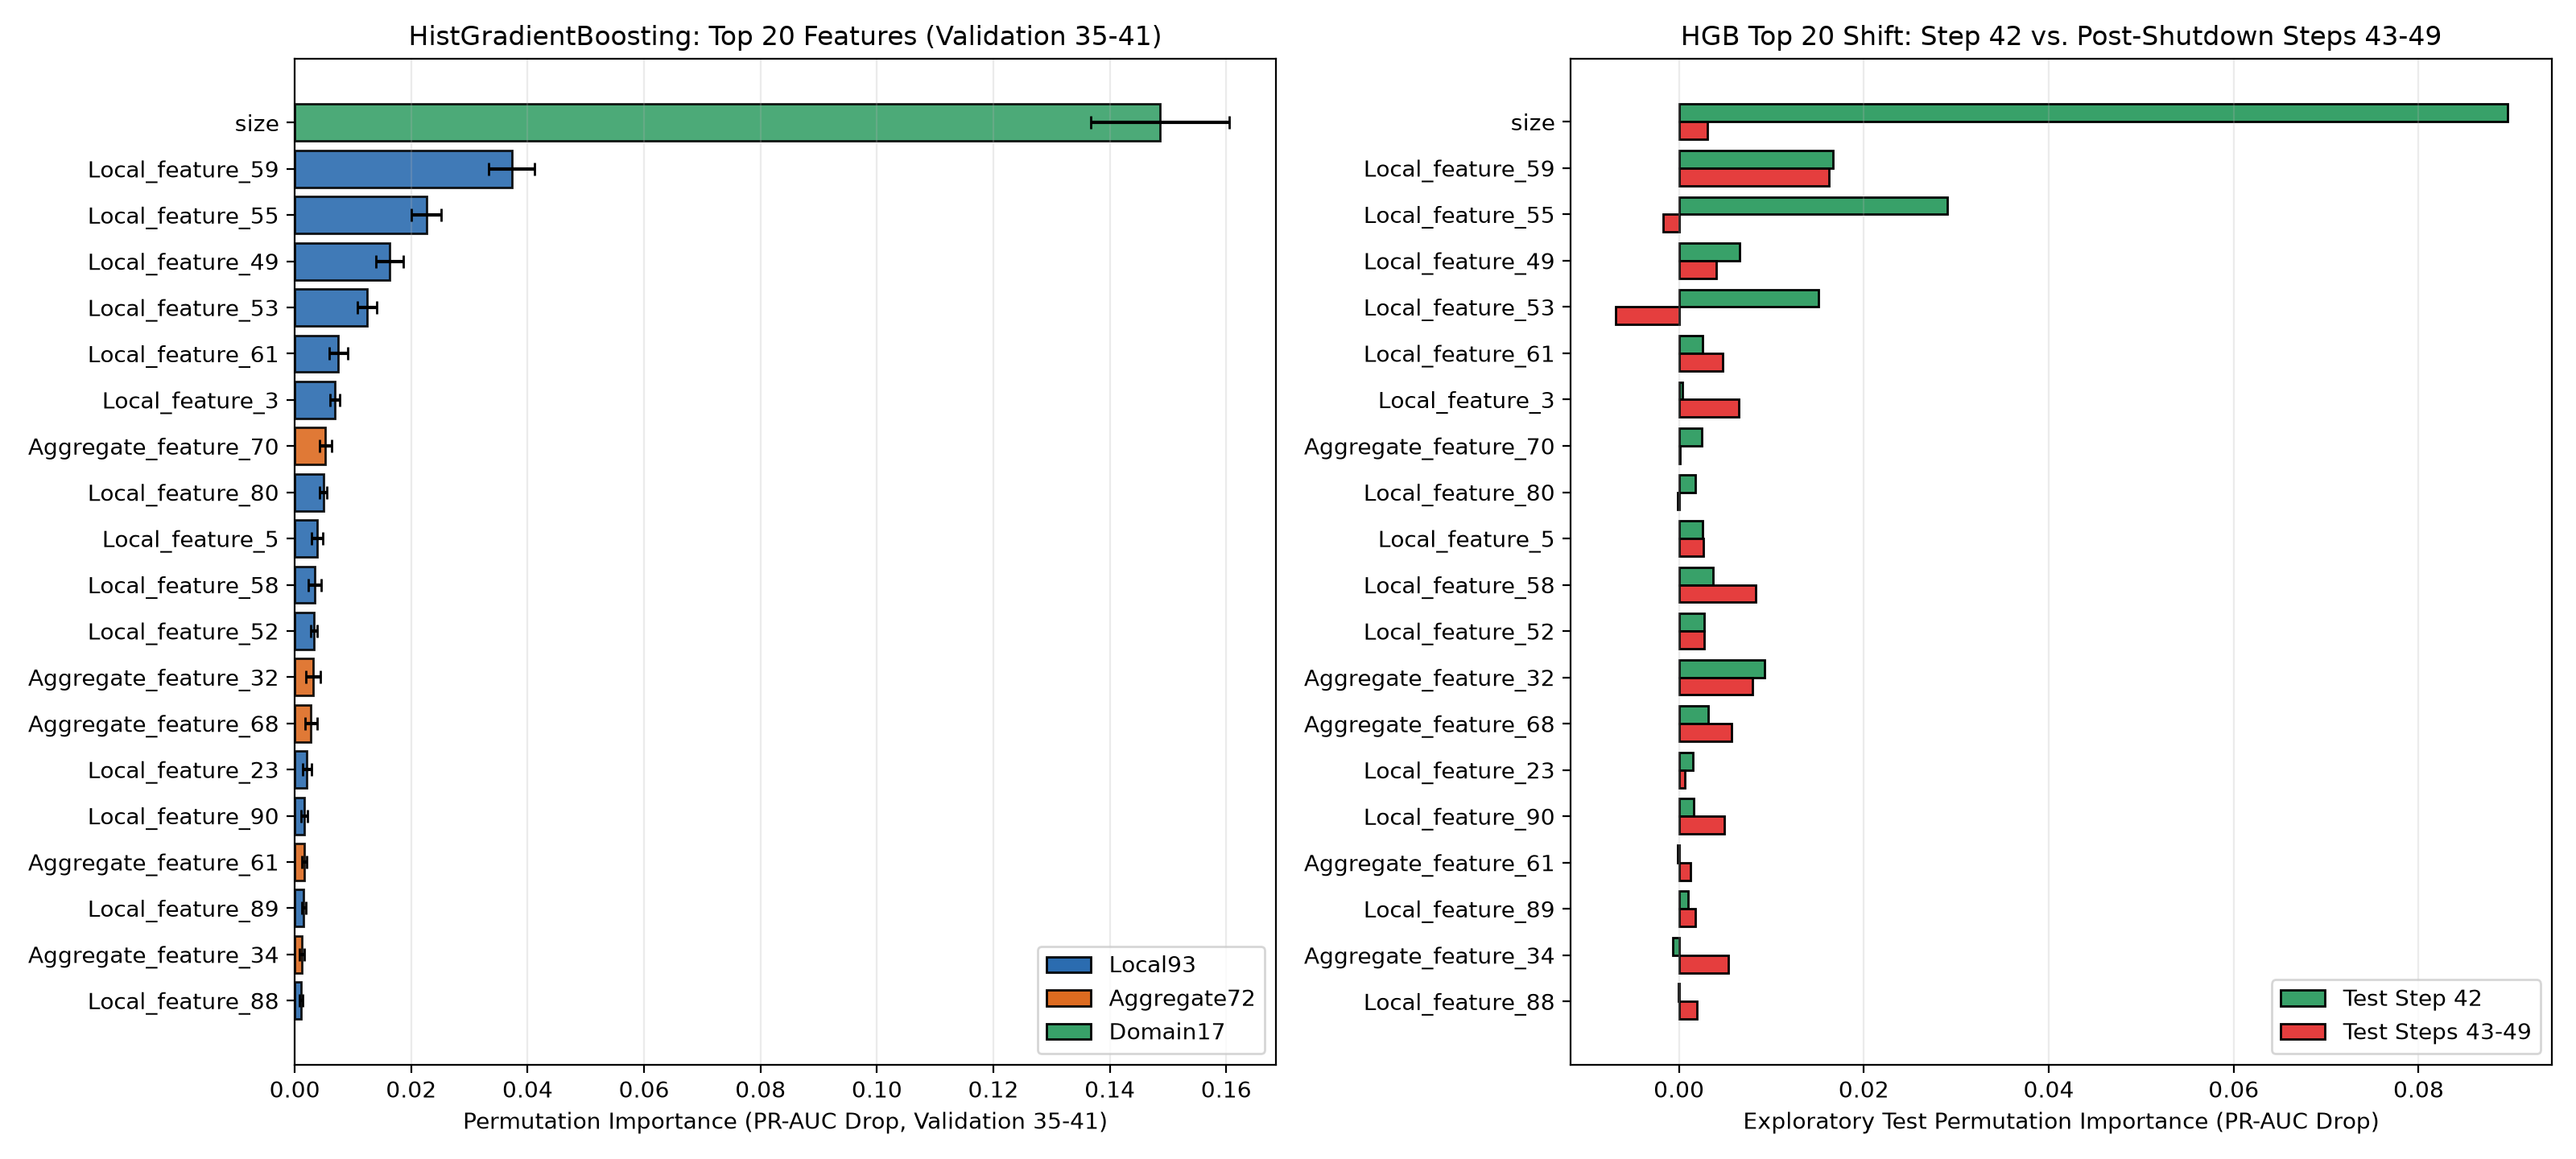 HistGradientBoosting: Top 20 Features (Validation 35-41)
size
Local_feature_59
Local_feature_55
Local_feature_49
Local_feature_53
Local_feature_61
Local_feature_3
Aggregate_feature_70
Local_feature_80
Local_feature_5
Local_feature_58
Local_feature_52
Aggregate_feature_32
Aggregate_feature_68
Local_feature_23
Local_feature_90
Aggregate_feature_61
Local_feature_89
Aggregate_feature_34
Local_feature_88
Local93
Aggregate72
Domain17
0.00 0.02 0.04 0.06 0.08 0.10 0.12 0.14 0.16
Permutation Importance (PR-AUC Drop, Validation 35-41)
HGB Top 20 Shift: Step 42 vs. Post-Shutdown Steps 43-49
size
Local_feature_59
Local_feature_55
Local_feature_49
Local_feature_53
Local_feature_61
Local_feature_3
Aggregate_feature_70
Local_feature_80
Local_feature_5
Local_feature_58
Local_feature_52
Aggregate_feature_32
Aggregate_feature_68
Local_feature_23
Local_feature_90
Aggregate_feature_61
Local_feature_89
Aggregate_feature_34
Local_feature_88
Test Step 42
Test Steps 43-49
0.00 0.02 0.04 0.06 0.08
Exploratory Test Permutation Importance (PR-AUC Drop)